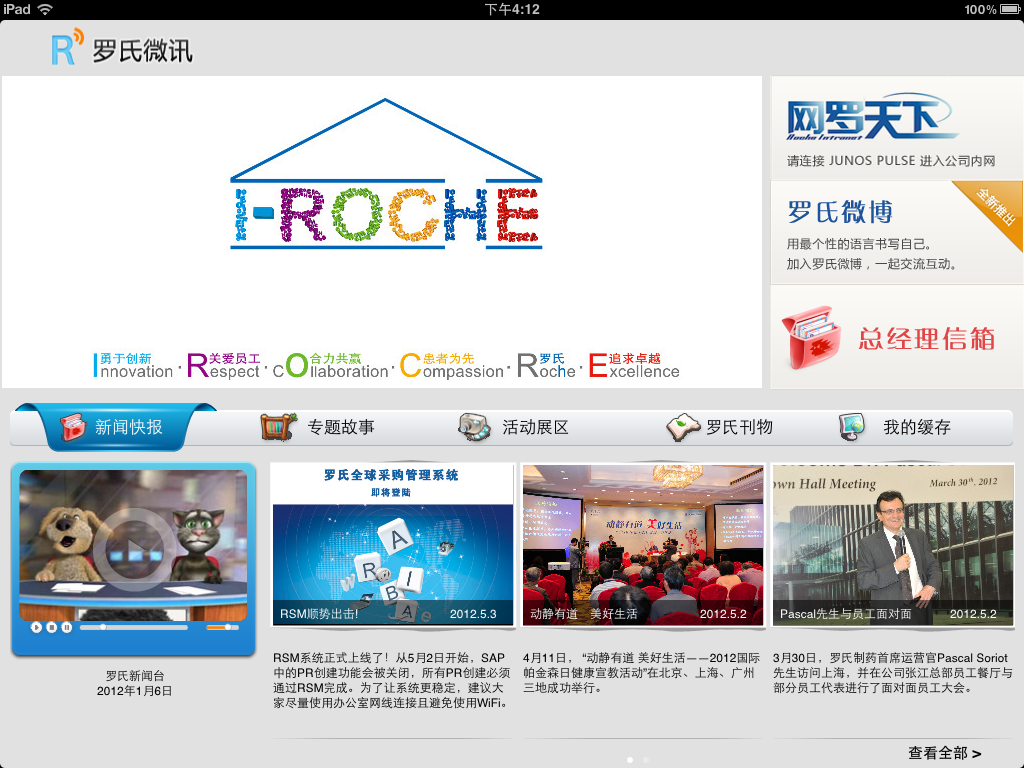 iPad 下午4:12 100%
R 罗氏微讯
I-ROCHE
勇于创新 关爱员工 合力共赢 患者为先 罗氏 追求卓越
Innovation · Respect · COllaboration · Compassion · Roche · Excellence
网罗天下
Roche Intranet
请连接 JUNOS PULSE 进入公司内网
罗氏微博
全新推出
用最个性的语言书写自己。
加入罗氏微博，一起交流互动。
总经理信箱
新闻快报 专题故事 活动展区 罗氏刊物 我的缓存
罗氏新闻台
2012年1月6日
罗氏全球采购管理系统
即将登陆
W R @ A I B A e
RSM顺势出击! 2012.5.3
RSM系统正式上线了！从5月2日开始，SAP
中的PR创建功能会被关闭，所有PR创建必须
通过RSM完成。为了让系统更稳定，建议大
家尽量使用办公室网线连接且避免使用WiFi。
动静有道 美好生活
动静有道 美好生活 2012.5.2
4月11日， “动静有道 美好生活——2012国际
帕金森日健康宣教活动”在北京、上海、广州
三地成功举行。
own Hall Meeting March 30th, 2012
Pascal先生与员工面对面 2012.5.2
3月30日，罗氏制药首席运营官Pascal Soriot
先生访问上海，并在公司张江总部员工餐厅与
部分员工代表进行了面对面员工大会。
查看全部 >